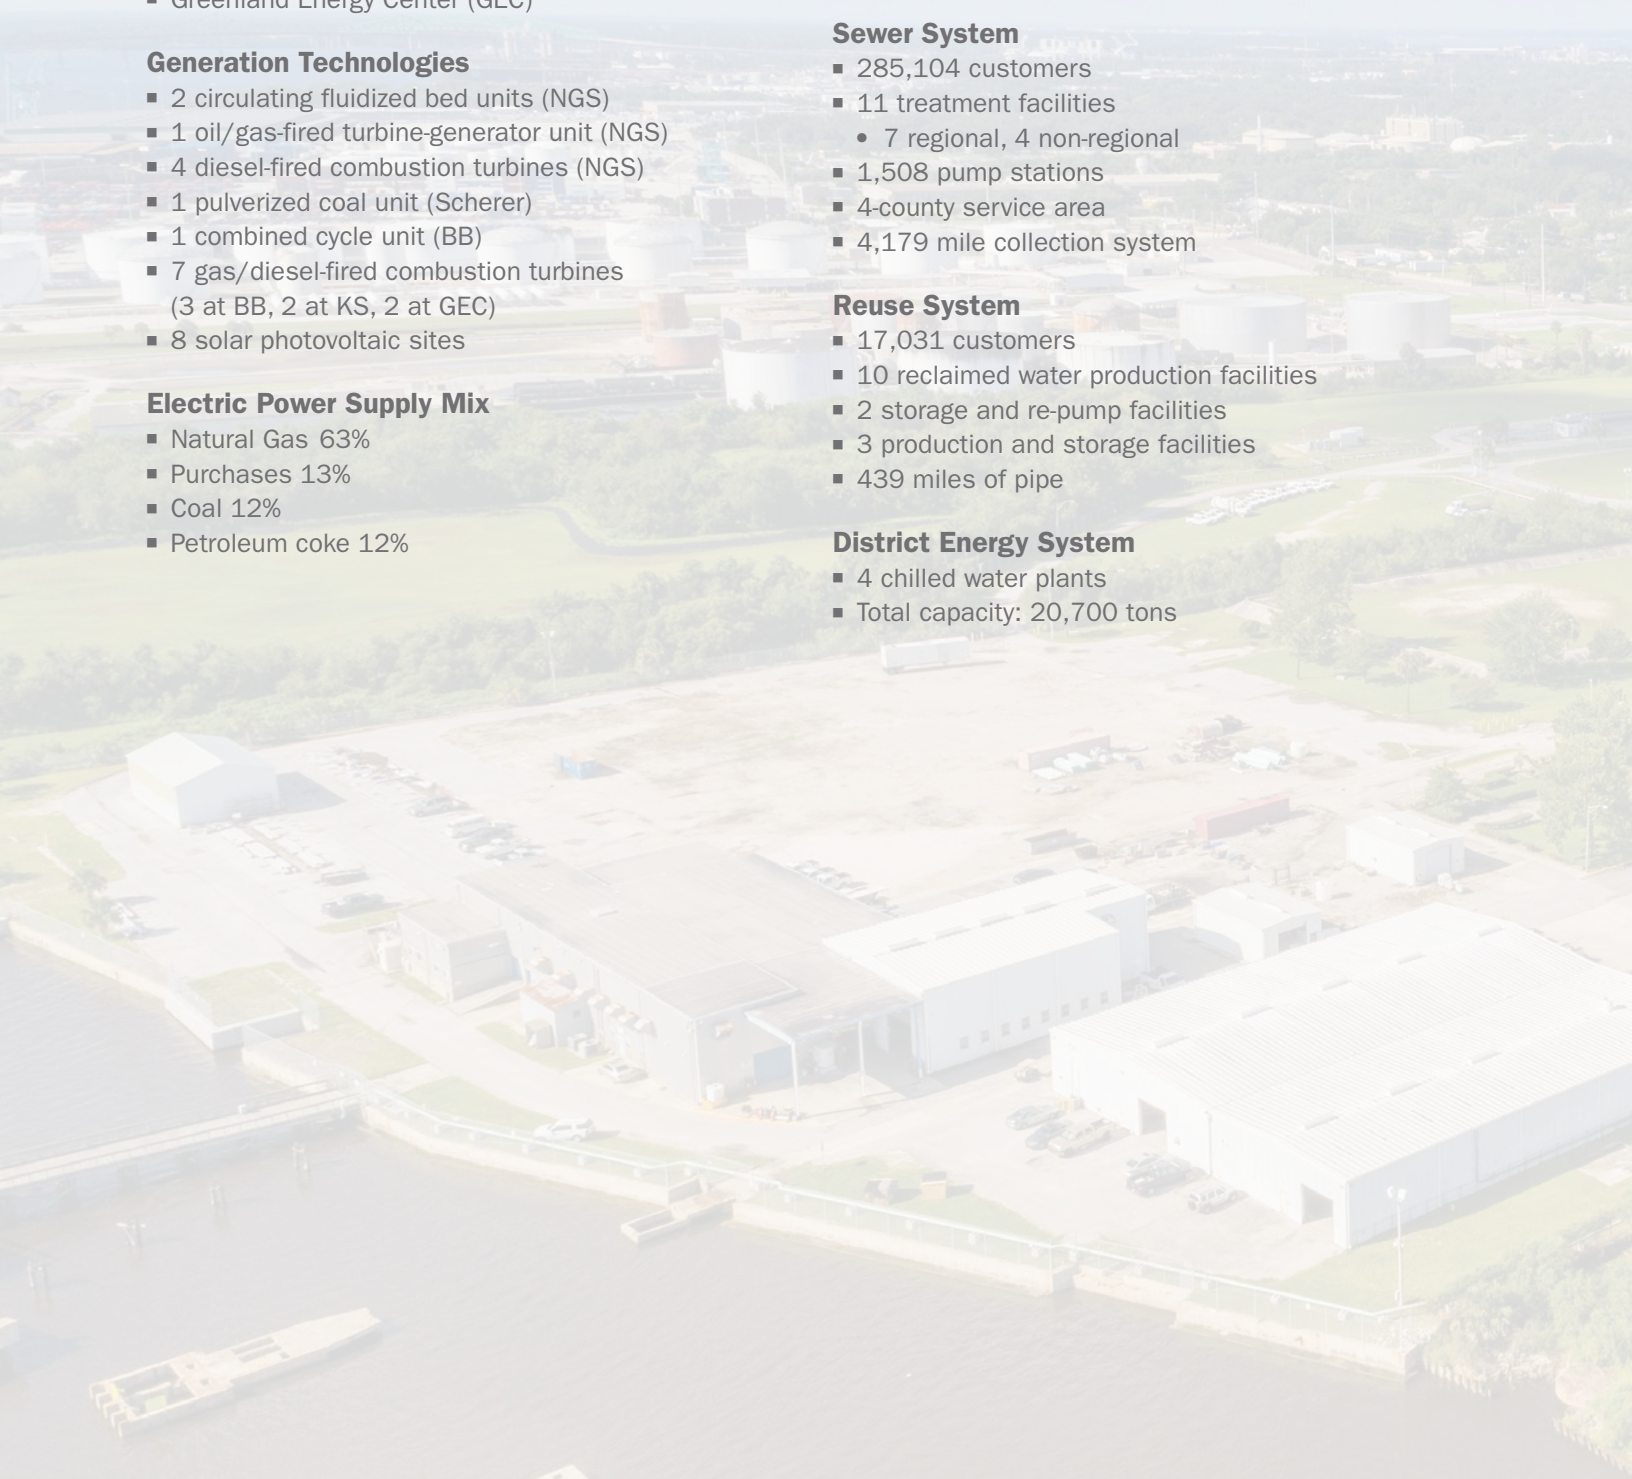 ▪ Greenland Energy Center (GEC)
Generation Technologies
▪ 2 circulating fluidized bed units (NGS)
▪ 1 oil/gas-fired turbine-generator unit (NGS)
▪ 4 diesel-fired combustion turbines (NGS)
▪ 1 pulverized coal unit (Scherer)
▪ 1 combined cycle unit (BB)
▪ 7 gas/diesel-fired combustion turbines
(3 at BB, 2 at KS, 2 at GEC)
▪ 8 solar photovoltaic sites
Electric Power Supply Mix
▪ Natural Gas 63%
▪ Purchases 13%
▪ Coal 12%
▪ Petroleum coke 12%
Sewer System
▪ 285,104 customers
▪ 11 treatment facilities
• 7 regional, 4 non-regional
▪ 1,508 pump stations
▪ 4-county service area
▪ 4,179 mile collection system
Reuse System
▪ 17,031 customers
▪ 10 reclaimed water production facilities
▪ 2 storage and re-pump facilities
▪ 3 production and storage facilities
▪ 439 miles of pipe
District Energy System
▪ 4 chilled water plants
▪ Total capacity: 20,700 tons